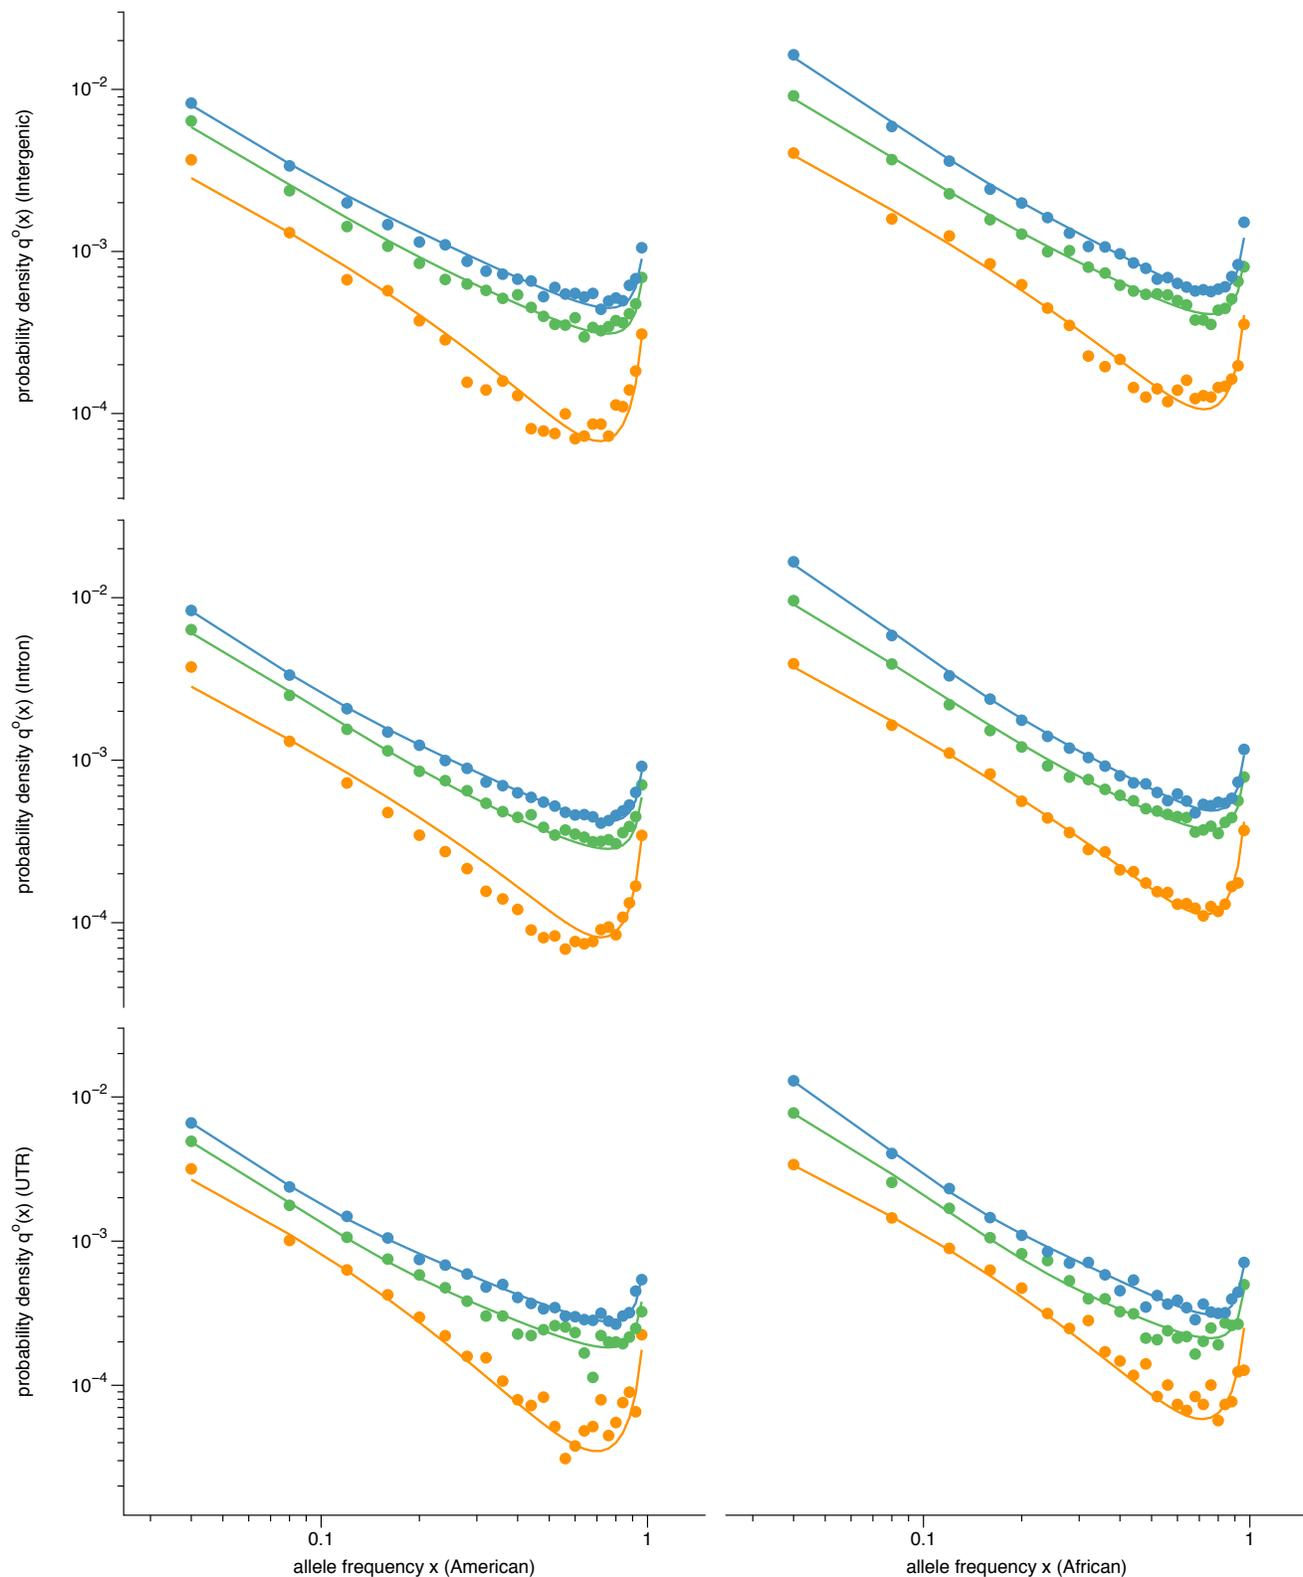 probability density q⁰(x) (Intergenic)
10⁻²
10⁻³
10⁻⁴
probability density q⁰(x) (Intron)
10⁻²
10⁻³
10⁻⁴
probability density q⁰(x) (UTR)
10⁻²
10⁻³
10⁻⁴
0.1 1 0.1 1
allele frequency x (American) allele frequency x (African)